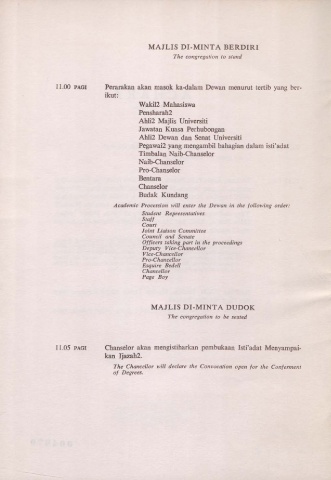 MAJLIS DI-MINTA BERDIRI
The congregation to stand
11.00 PAGI Perarakan akan masok ka-dalam Dewan menurut tertib yang ber-
ikut:
Wakil2 Mahasiswa
Pensharah2
Ahli2 Majlis Universiti
Jawatan Kuasa Perhubongan
Ahli2 Dewan dan Senat Universiti
Pegawai2 yang mengambil bahagian dalam isti'adat
Timbalan Naib-Chanselor
Naib-Chanselor
Pro-Chanselor
Bentara
Chanselor
Budak Kundang
Academic Procession will enter the Dewan in the following order:
Student Representatives
Staff
Court
Joint Liaison Committee
Council and Senate
Officers taking part in the proceedings
Deputy Vice-Chancellor
Vice-Chancellor
Pro-Chancellor
Esquire Bedell
Chancellor
Page Boy
MAJLIS DI-MINTA DUDOK
The congregation to be seated
11.05 PAGI Chanselor akan mengistiharkan pembukaan Isti'adat Menyampai-
kan Ijazah2.
The Chancellor will declare the Convocation open for the Conferment
of Degrees.